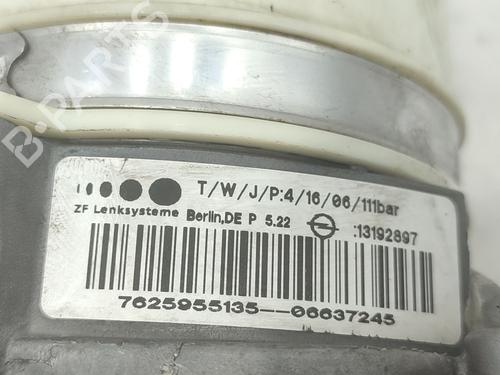 B-PARTS
T/W/J/P:4/16/06/111bar
ZF Lenksysteme Berlin,DE P 5.22 :13192897
7625955135--06637245